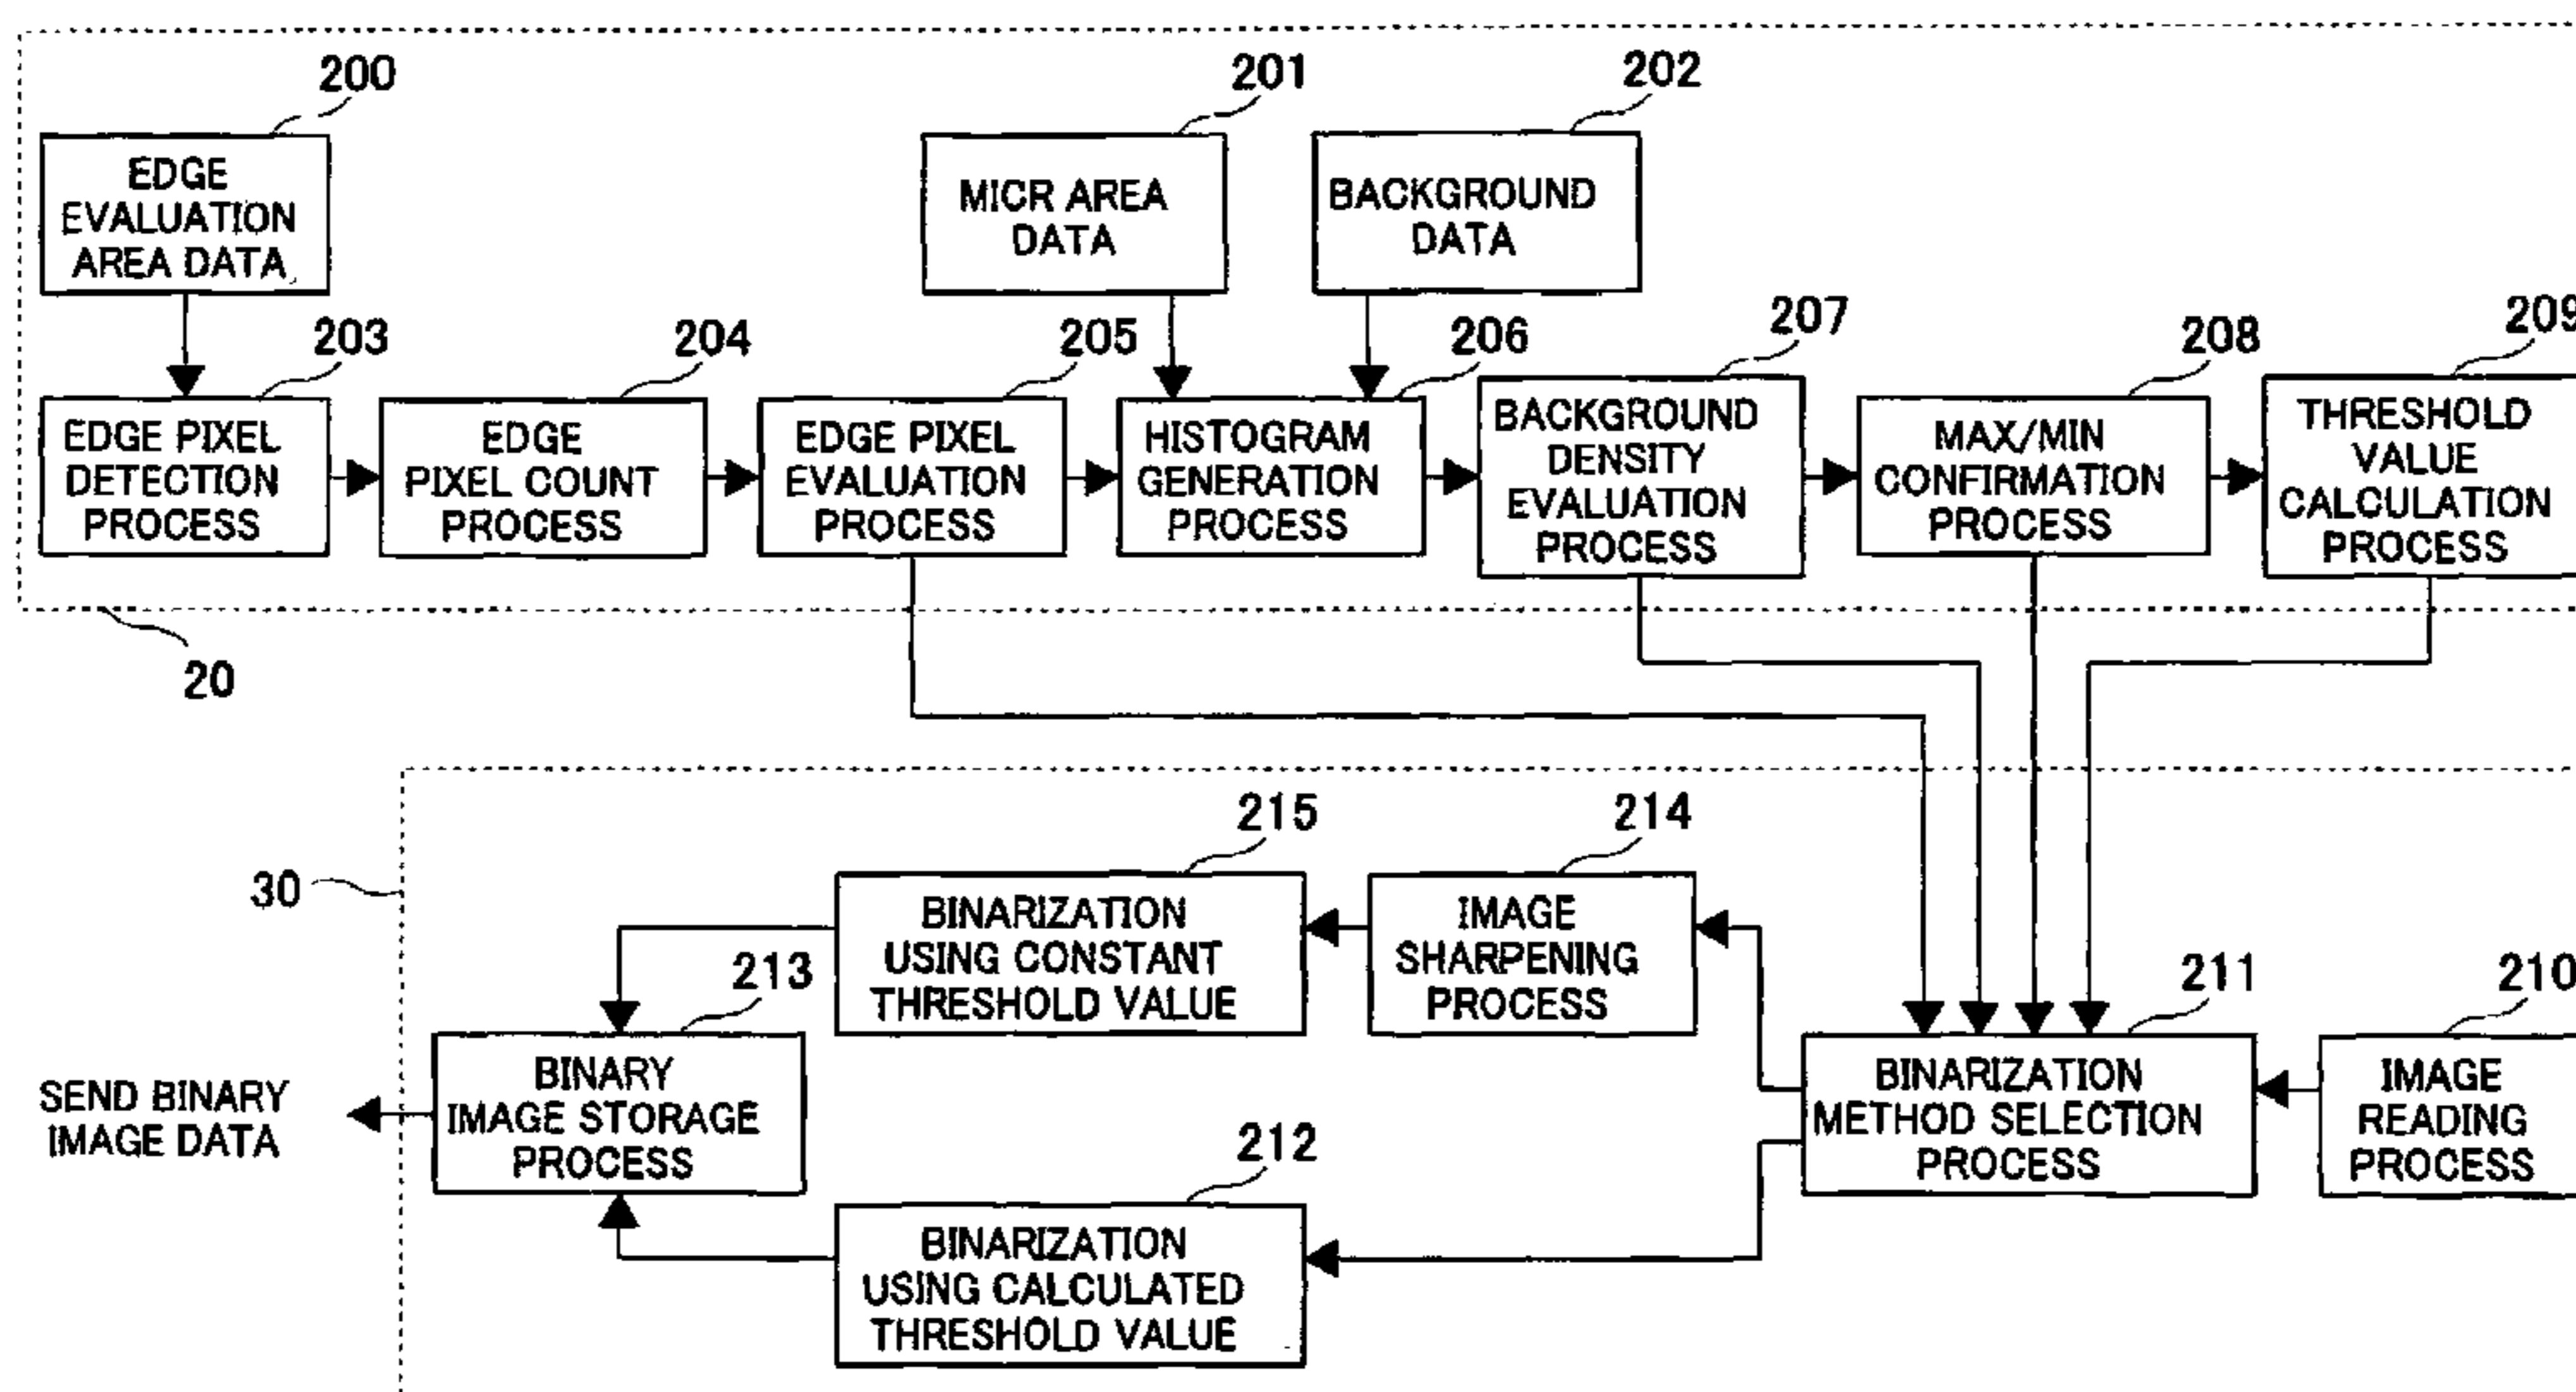 200
201
202
EDGE
EVALUATION
AREA DATA
MICR AREA
DATA
BACKGROUND
DATA
203
204
205
206
207
208
209
EDGE PIXEL
DETECTION
PROCESS
EDGE
PIXEL COUNT
PROCESS
EDGE PIXEL
EVALUATION
PROCESS
HISTOGRAM
GENERATION
PROCESS
BACKGROUND
DENSITY
EVALUATION
PROCESS
MAX/MIN
CONFIRMATION
PROCESS
THRESHOLD
VALUE
CALCULATION
PROCESS
20
30
215
BINARIZATION
USING CONSTANT
THRESHOLD VALUE
214
IMAGE
SHARPENING
PROCESS
213
BINARY
IMAGE STORAGE
PROCESS
211
BINARIZATION
METHOD SELECTION
PROCESS
210
IMAGE
READING
PROCESS
SEND BINARY
IMAGE DATA
212
BINARIZATION
USING CALCULATED
THRESHOLD VALUE